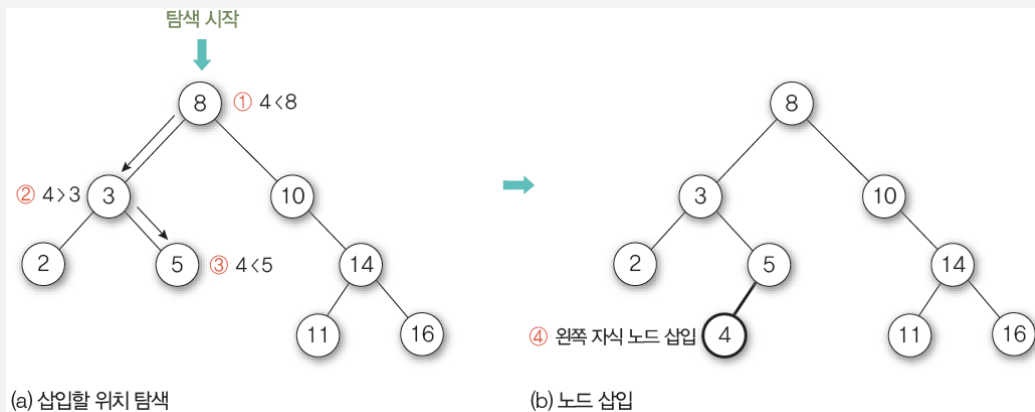 탐색 시작
8 ① 4<8
② 4>3 3 10
2 5 ③ 4<5 14
11 16
(a) 삽입할 위치 탐색
8
3 10
2 5 14
④ 왼쪽 자식 노드 삽입 4 11 16
(b) 노드 삽입